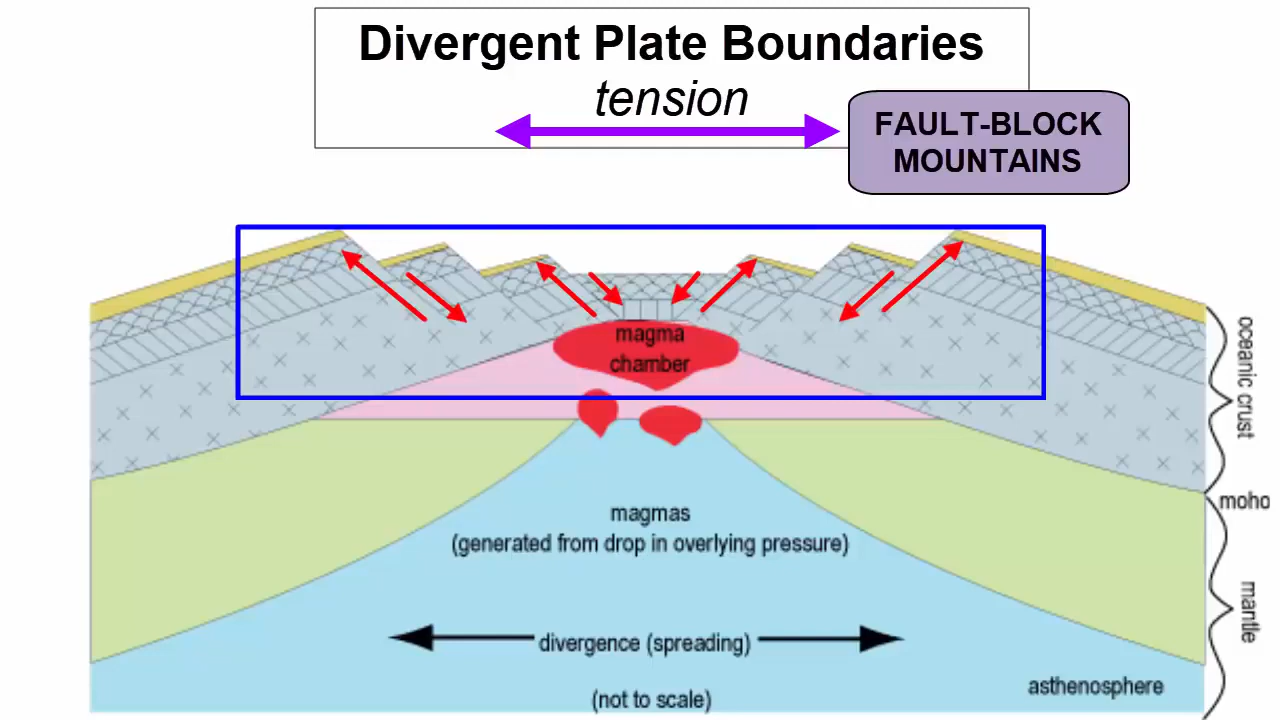 Divergent Plate Boundaries
tension
FAULT-BLOCK
MOUNTAINS
magma
chamber
oceanic crust
moho
magmas
(generated from drop in overlying pressure)
mantle
divergence (spreading)
asthenosphere
(not to scale)